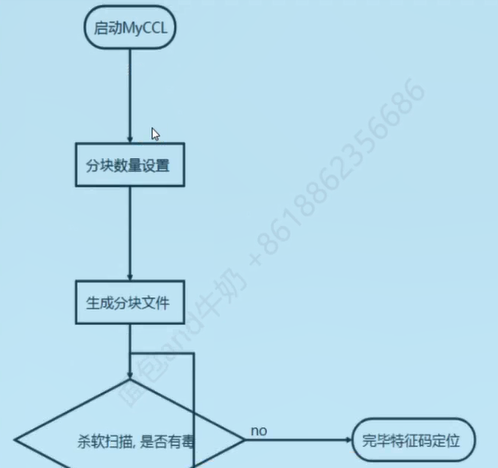 启动MyCCL
分块数量设置
生成分块文件
杀软扫描, 是否有毒
no
完毕特征码定位
面包and牛奶 +8618862356686